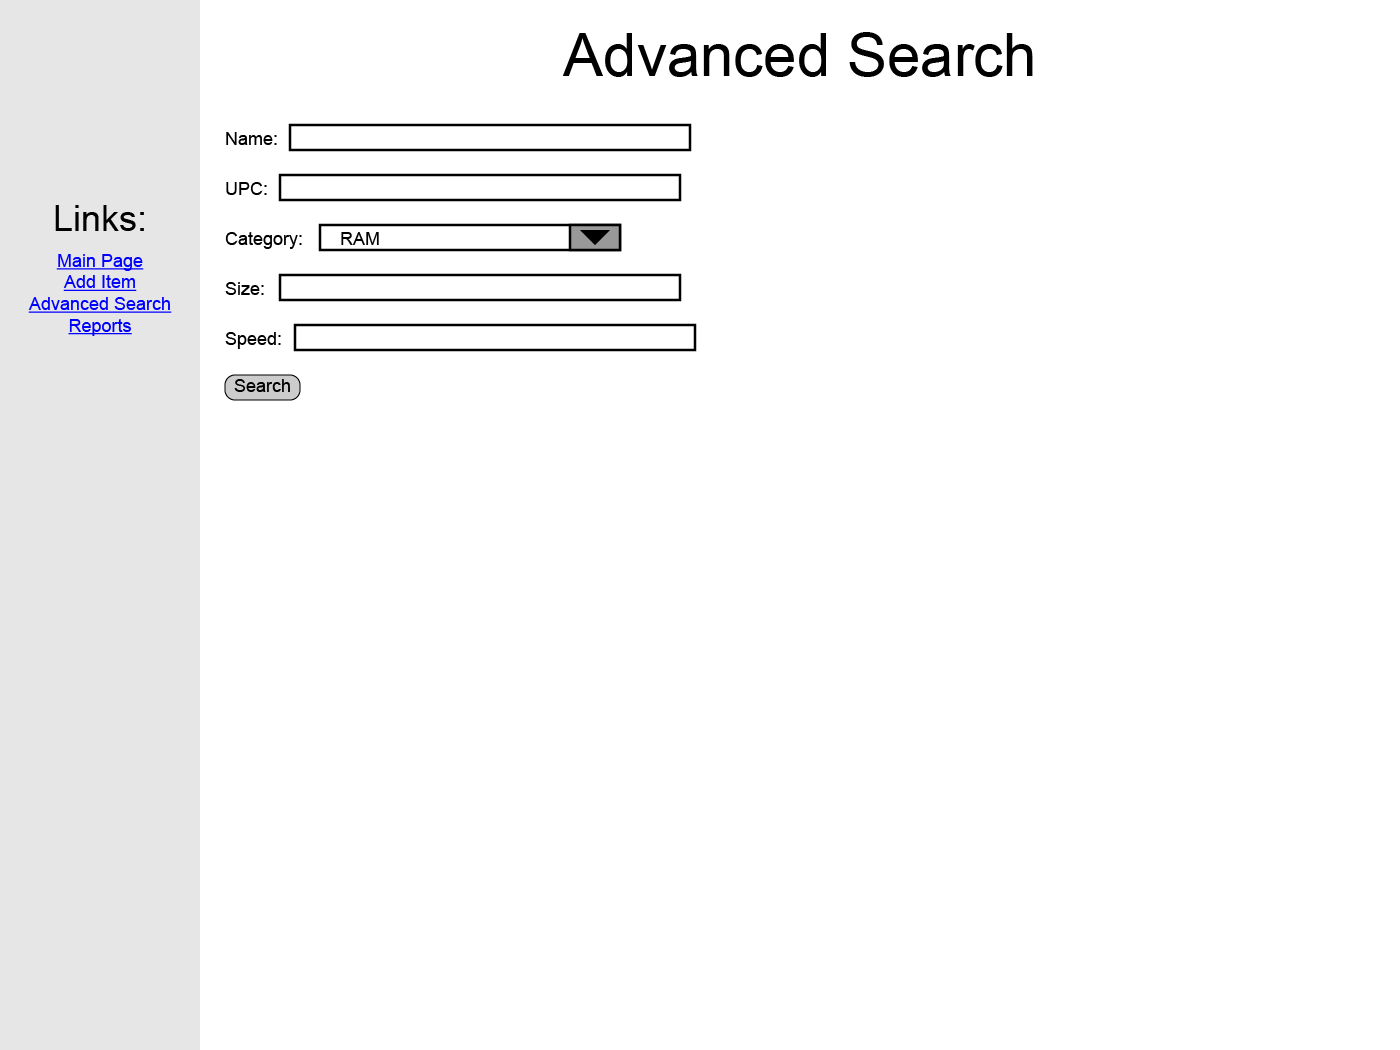 Advanced Search
Name:
UPC:
Category: RAM
Size:
Speed:
Search
Links:
Main Page
Add Item
Advanced Search
Reports